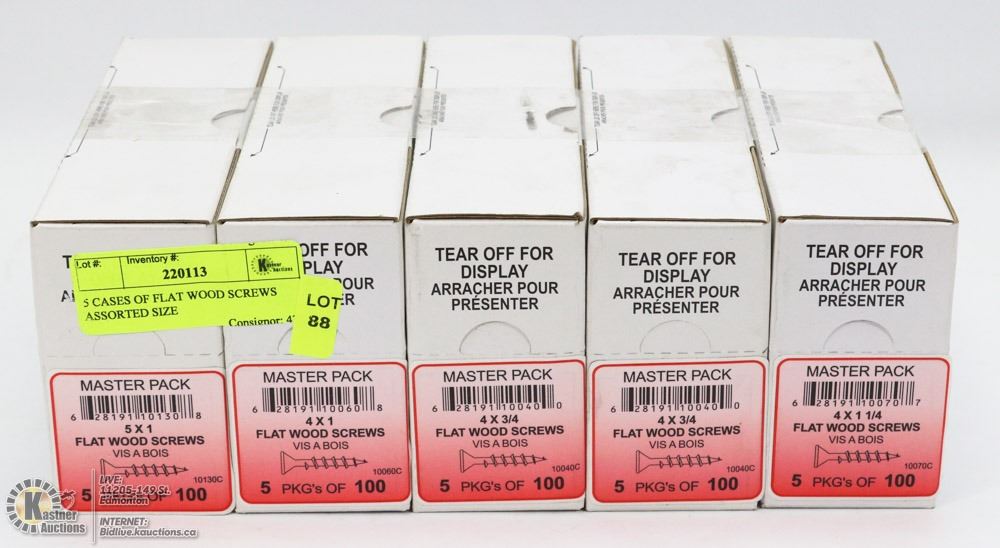 Lot #:
Inventory #:
220113
Kastner
Auctions
5 CASES OF FLAT WOOD SCREWS
ASSORTED SIZE
Consignor:
LOT
88
TEAR OFF FOR
DISPLAY
ARRACHER POUR
PRÉSENTER
TEAR OFF FOR
DISPLAY
ARRACHER POUR
PRÉSENTER
TEAR OFF FOR
DISPLAY
ARRACHER POUR
PRÉSENTER
OFF FOR
MASTER PACK
6 28191 10130 8
5 X 1
FLAT WOOD SCREWS
VIS A BOIS
10130C
5 OF 100
MASTER PACK
6 28191 10060 8
4 X 1
FLAT WOOD SCREWS
VIS A BOIS
10060C
5 PKG's OF 100
MASTER PACK
6 28191 10040 0
4 X 3/4
FLAT WOOD SCREWS
VIS A BOIS
10040C
5 PKG's OF 100
MASTER PACK
6 28191 10040 0
4 X 3/4
FLAT WOOD SCREWS
VIS A BOIS
10040C
5 PKG's OF 100
MASTER PACK
6 28191 10070 7
4 X 1 1/4
FLAT WOOD SCREWS
VIS A BOIS
10070C
5 PKG's OF 100
Kastner
Auctions
LIVE:
11205-149 St.
Edmonton
INTERNET:
Bidlive.kauctions.ca